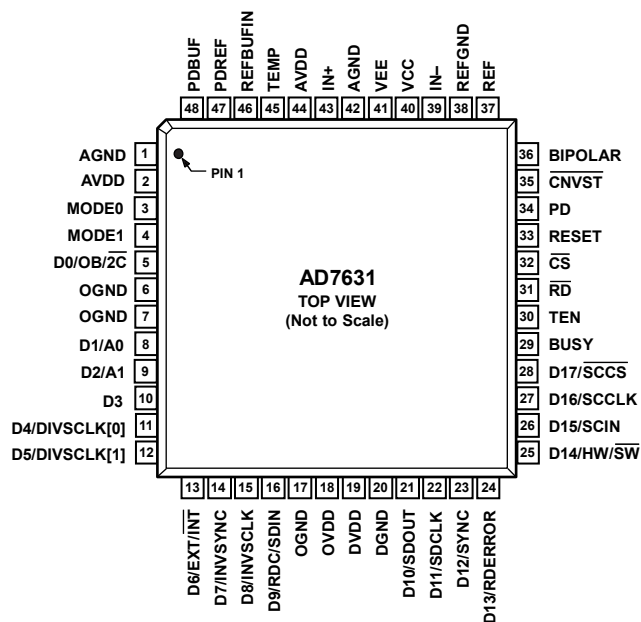 PDBUF
PDREF
REFBUFIN
TEMP
AVDD
IN+
AGND
VEE
VCC
IN–
REFGND
REF
48 47 46 45 44 43 42 41 40 39 38 37
AGND 1
AVDD 2
MODE0 3
MODE1 4
D0/OB/2C̅ 5
OGND 6
OGND 7
D1/A0 8
D2/A1 9
D3 10
D4/DIVSCLK[0] 11
D5/DIVSCLK[1] 12
PIN 1
AD7631
TOP VIEW
(Not to Scale)
36 BIPOLAR
35 C̅N̅V̅S̅T̅
34 PD
33 RESET
32 C̅S̅
31 R̅D̅
30 TEN
29 BUSY
28 D17/S̅C̅C̅S̅
27 D16/SCCLK
26 D15/SCIN
25 D14/HW/S̅W̅
13 14 15 16 17 18 19 20 21 22 23 24
D6/EXT/I̅N̅T̅
D7/INVSYNC
D8/INVSCLK
D9/RDC/SDIN
OGND
OVDD
DVDD
DGND
D10/SDOUT
D11/SDCLK
D12/SYNC
D13/RDERROR